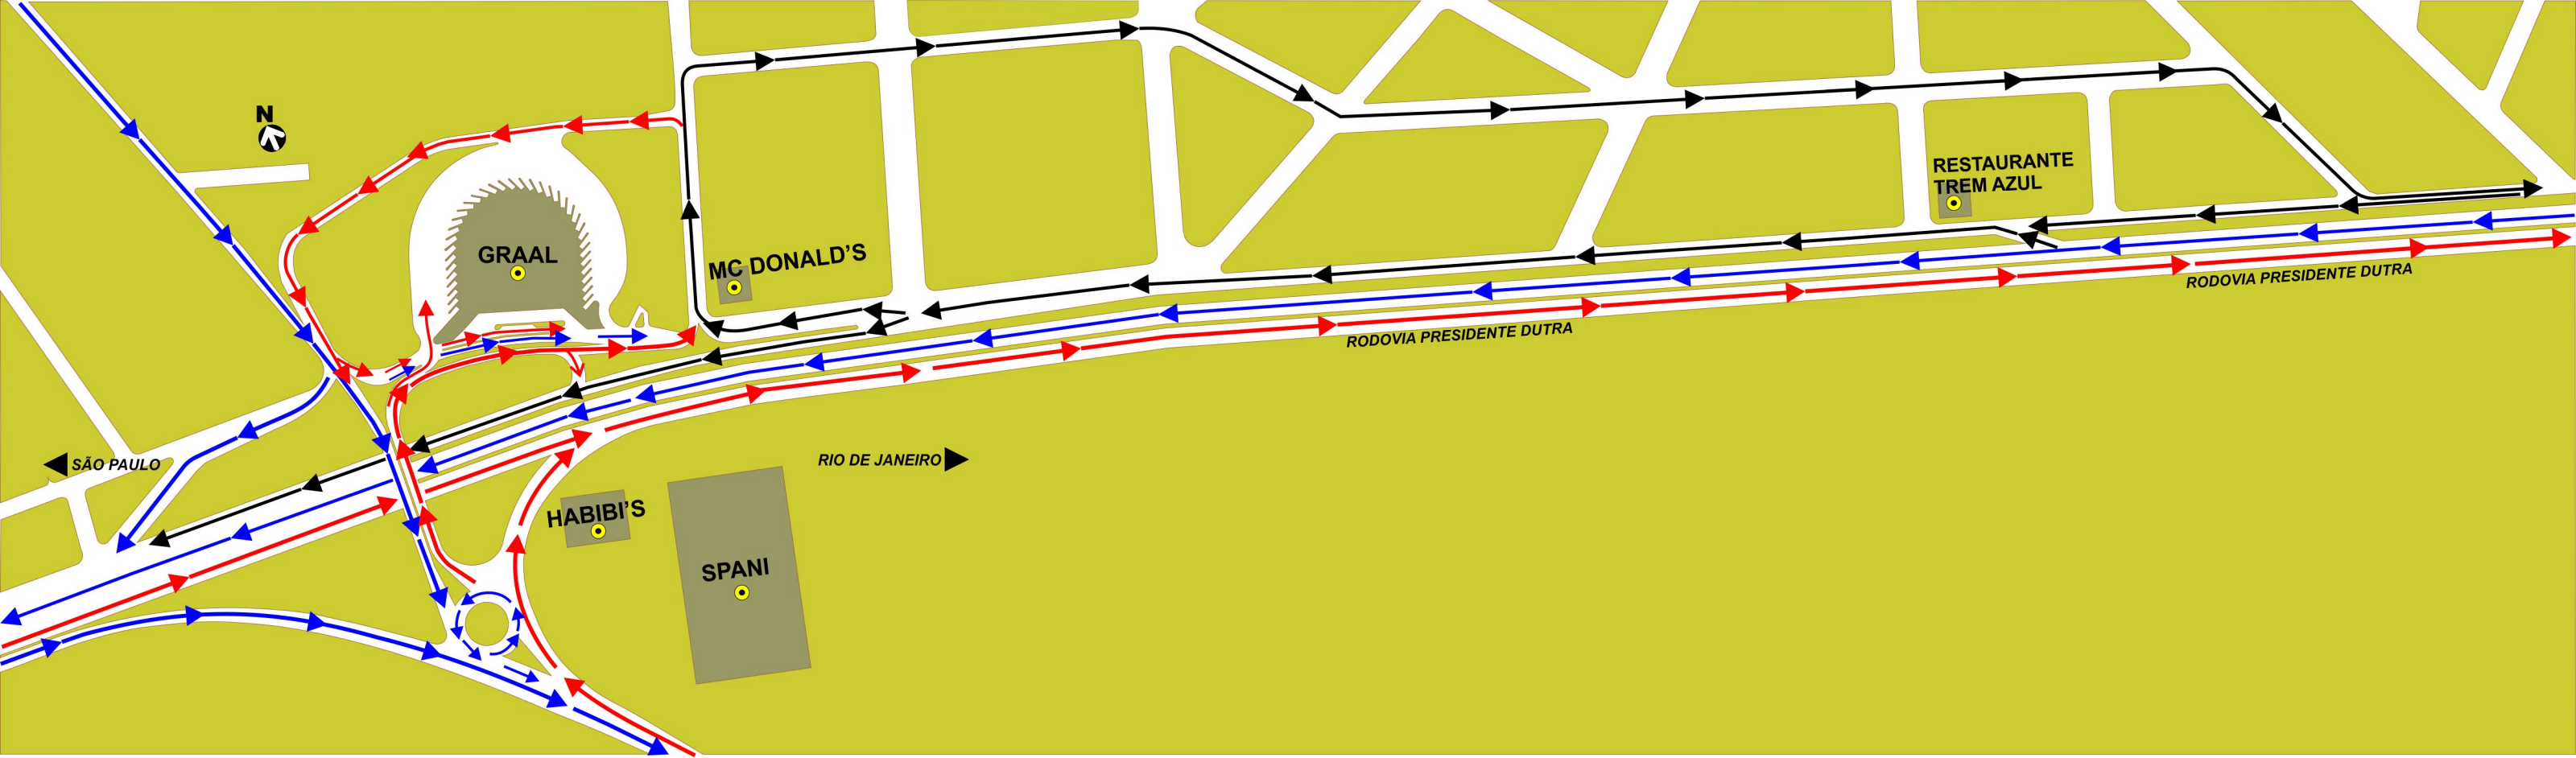 N
RESTAURANTE
TREM AZUL
GRAAL
MC DONALD'S
RODOVIA PRESIDENTE DUTRA
RODOVIA PRESIDENTE DUTRA
SÃO PAULO
RIO DE JANEIRO
HABIBI'S
SPANI